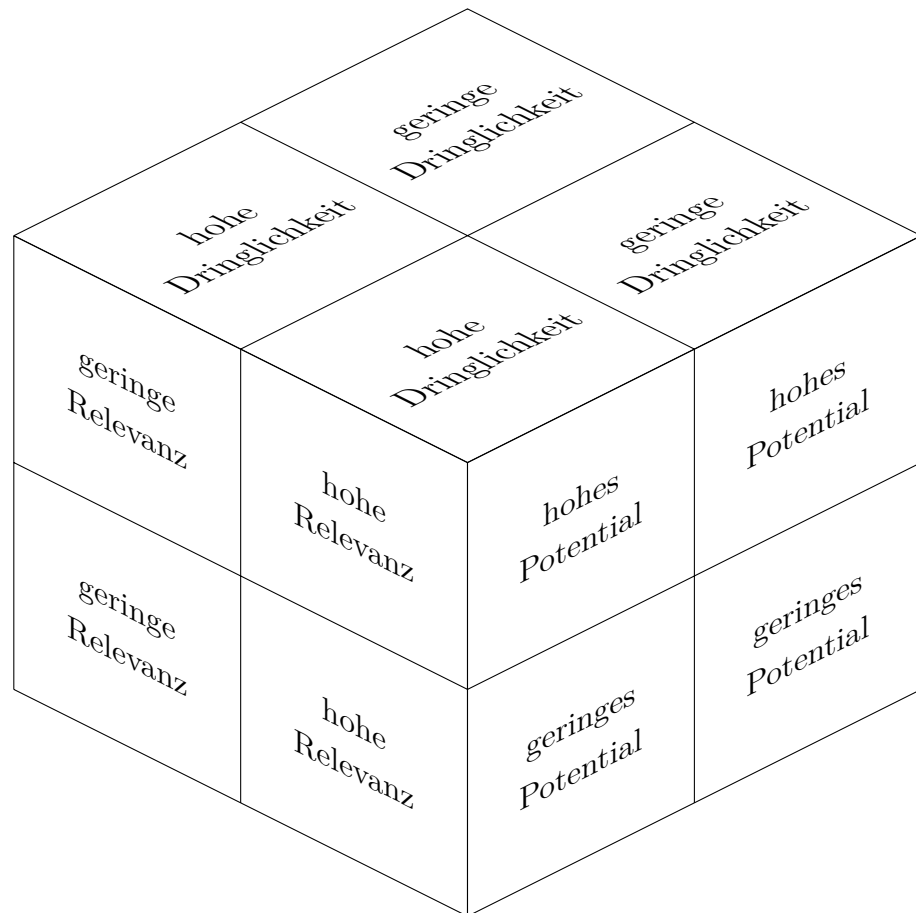 geringe
Dringlichkeit
hohe
Dringlichkeit
geringe
Dringlichkeit
hohe
Dringlichkeit
geringe
Relevanz
hohe
Relevanz
hohes
Potential
hohes
Potential
geringe
Relevanz
hohe
Relevanz
geringes
Potential
geringes
Potential